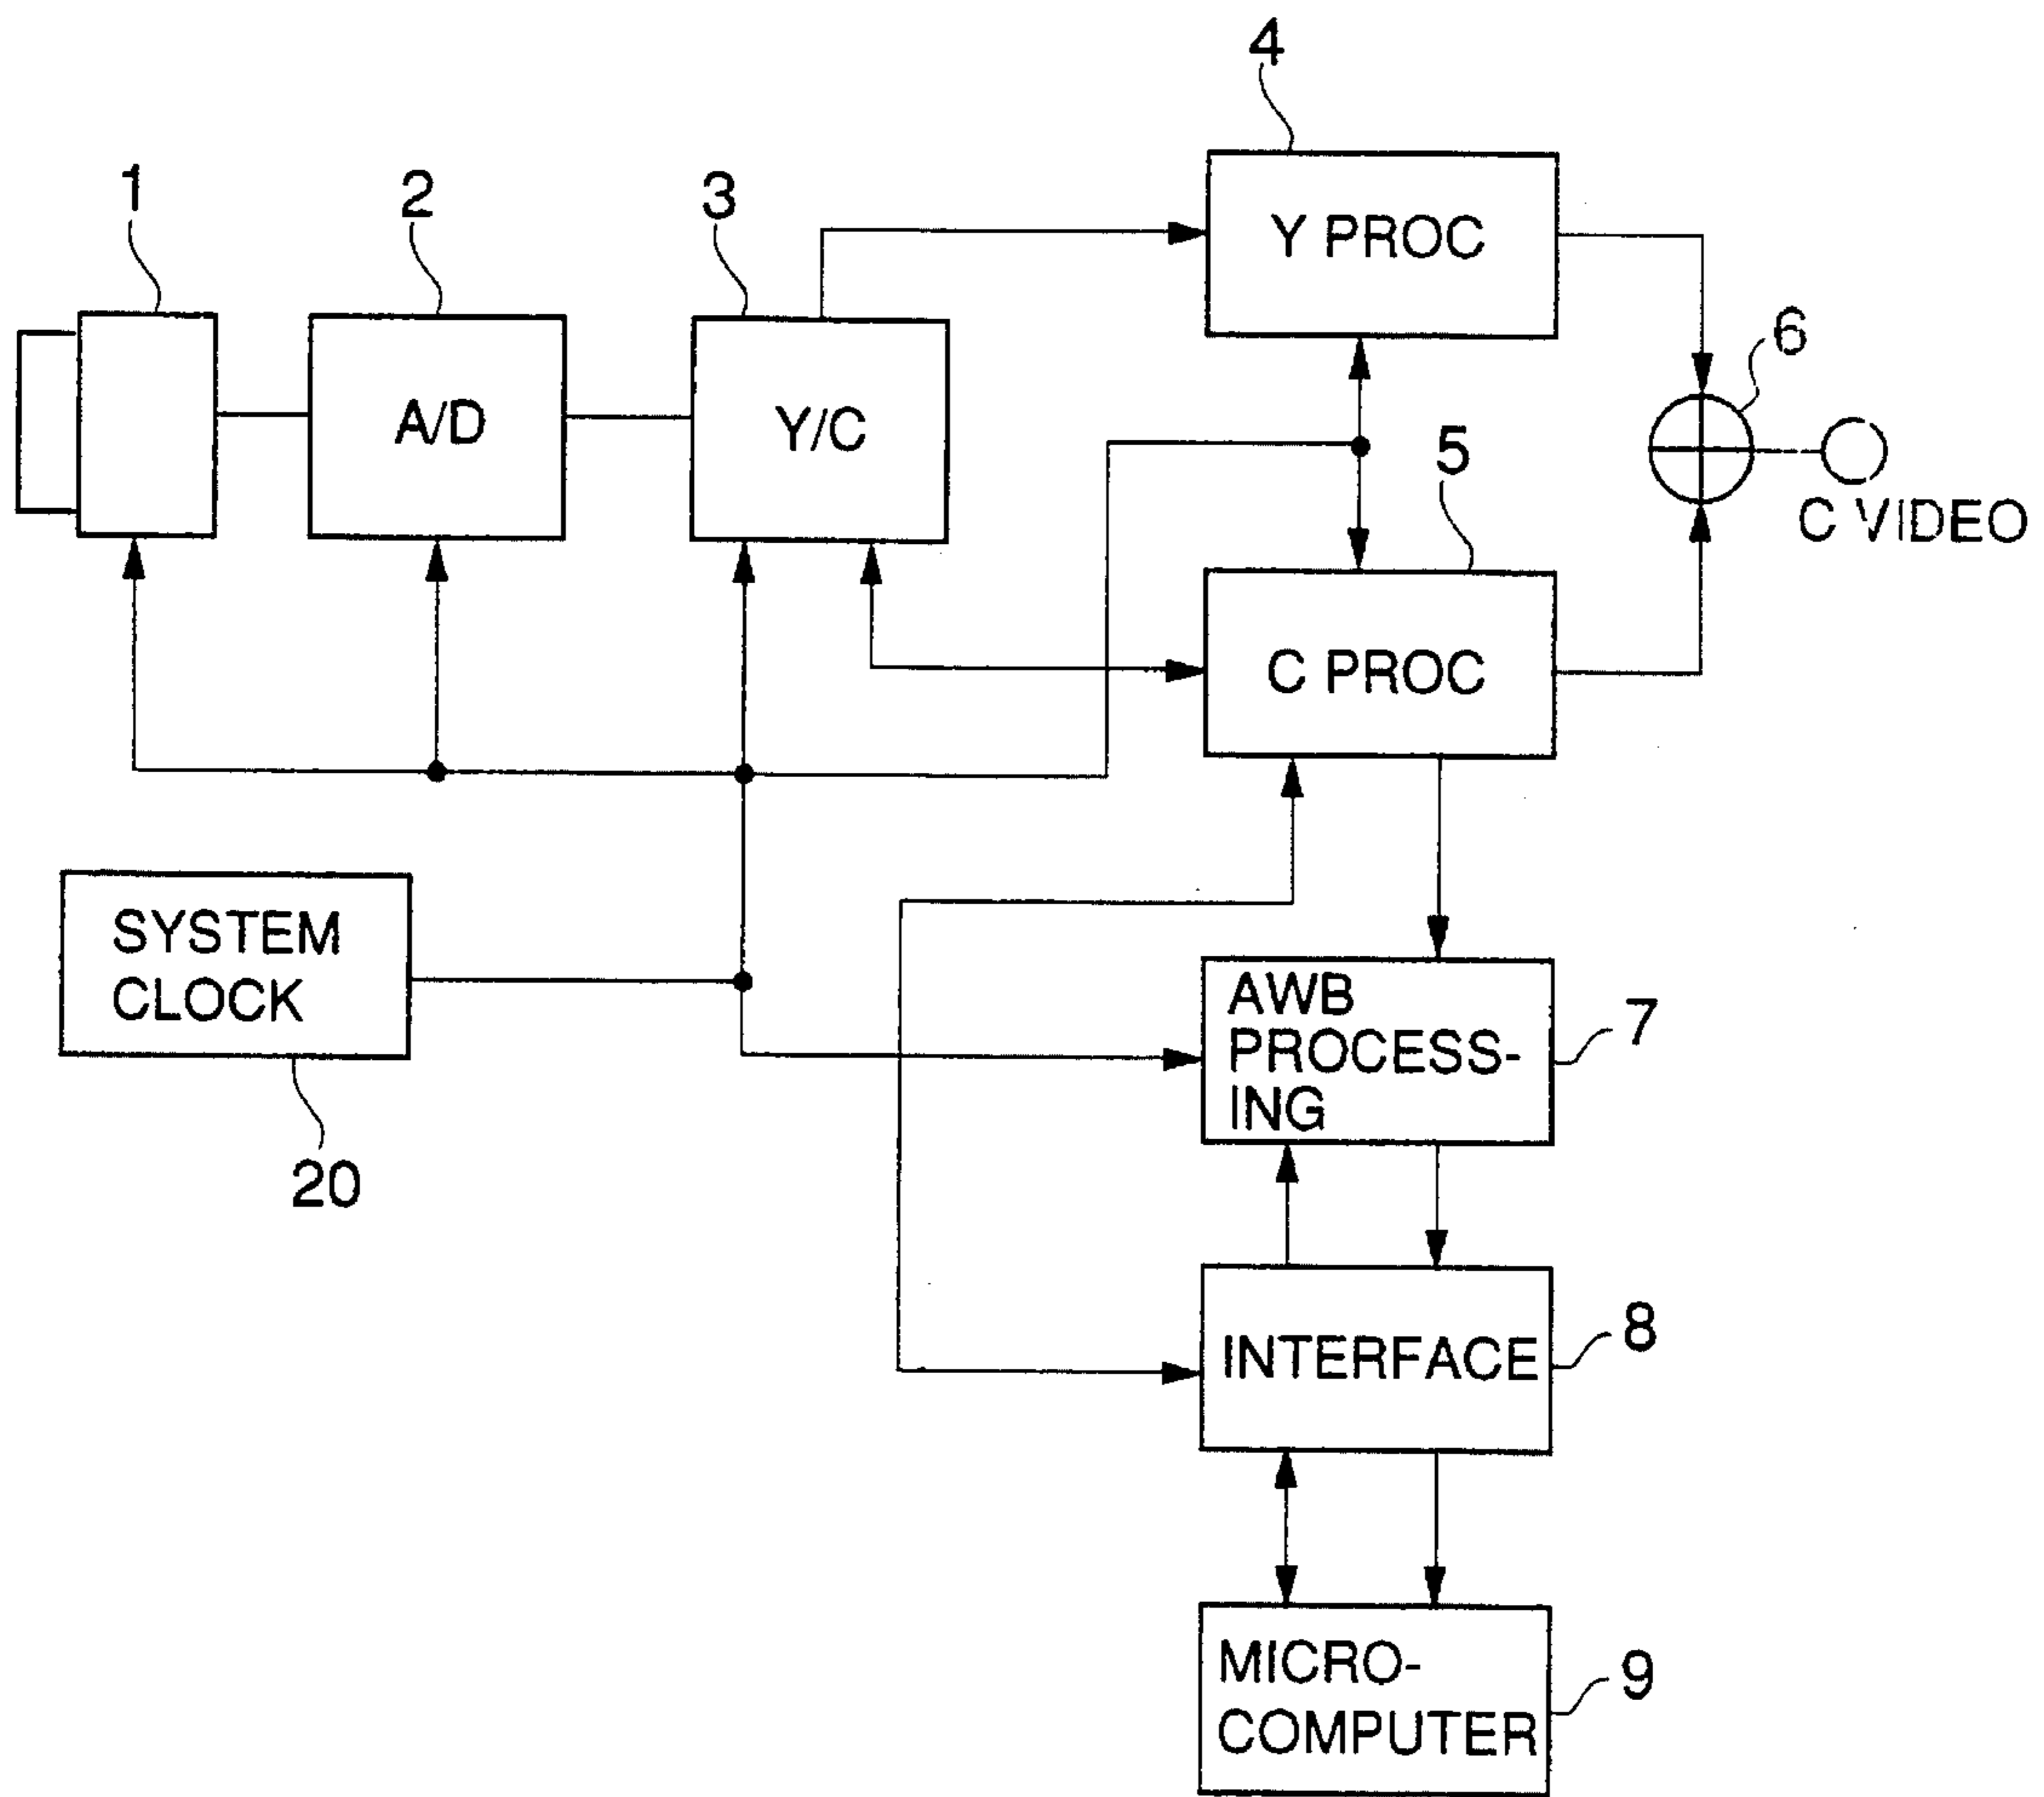 4
1
2
3
Y PROC
6
A/D
Y/C
5
C VIDEO
C PROC
SYSTEM
CLOCK
AWB
PROCESS-
ING
7
20
INTERFACE
8
MICRO-
COMPUTER
9